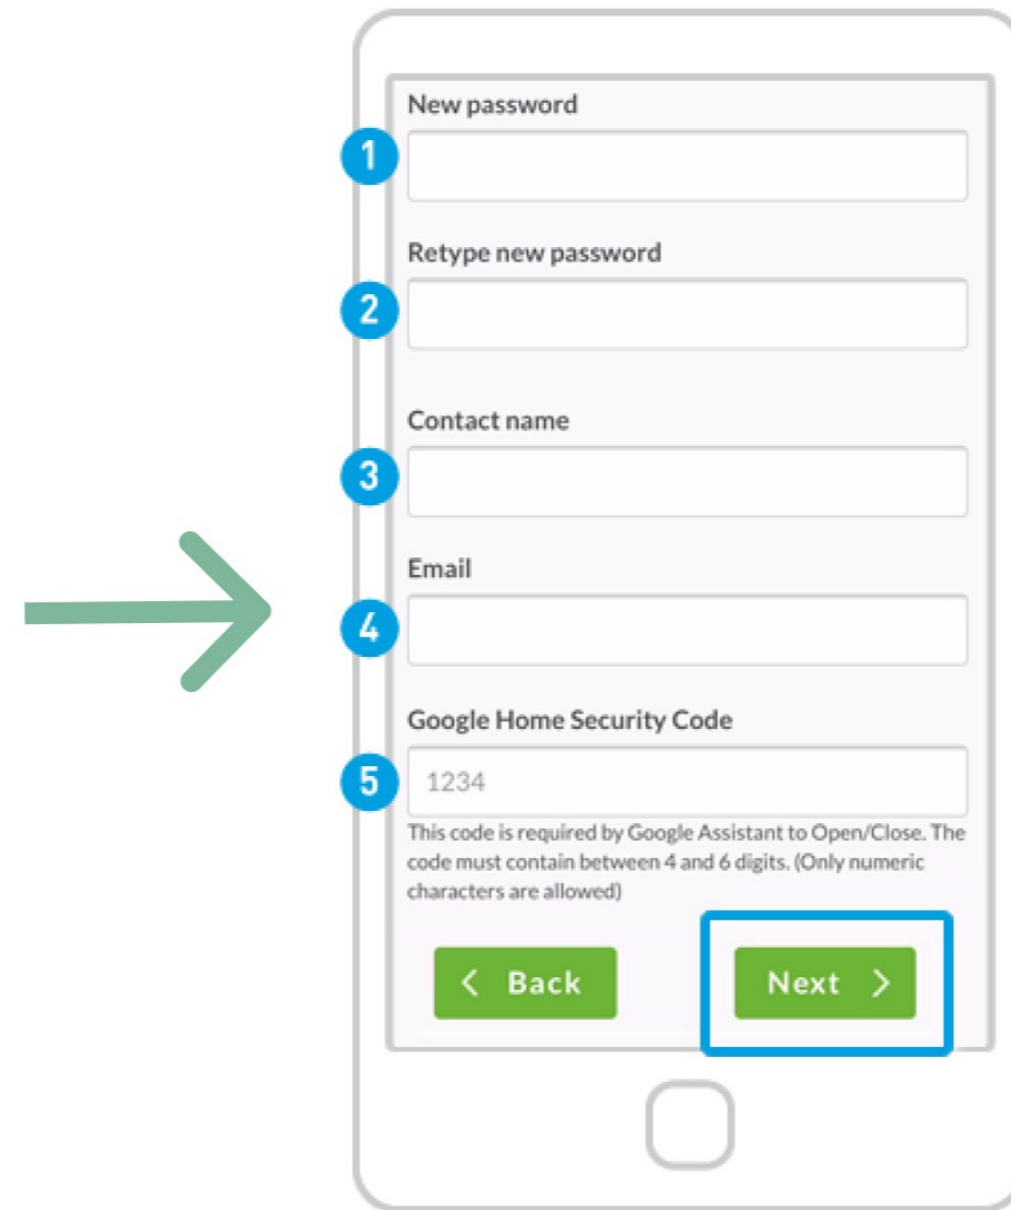 New password
1
Retype new password
2
Contact name
3
Email
4
Google Home Security Code
5
1234
This code is required by Google Assistant to Open/Close. The
code must contain between 4 and 6 digits. (Only numeric
characters are allowed)
Back
Next